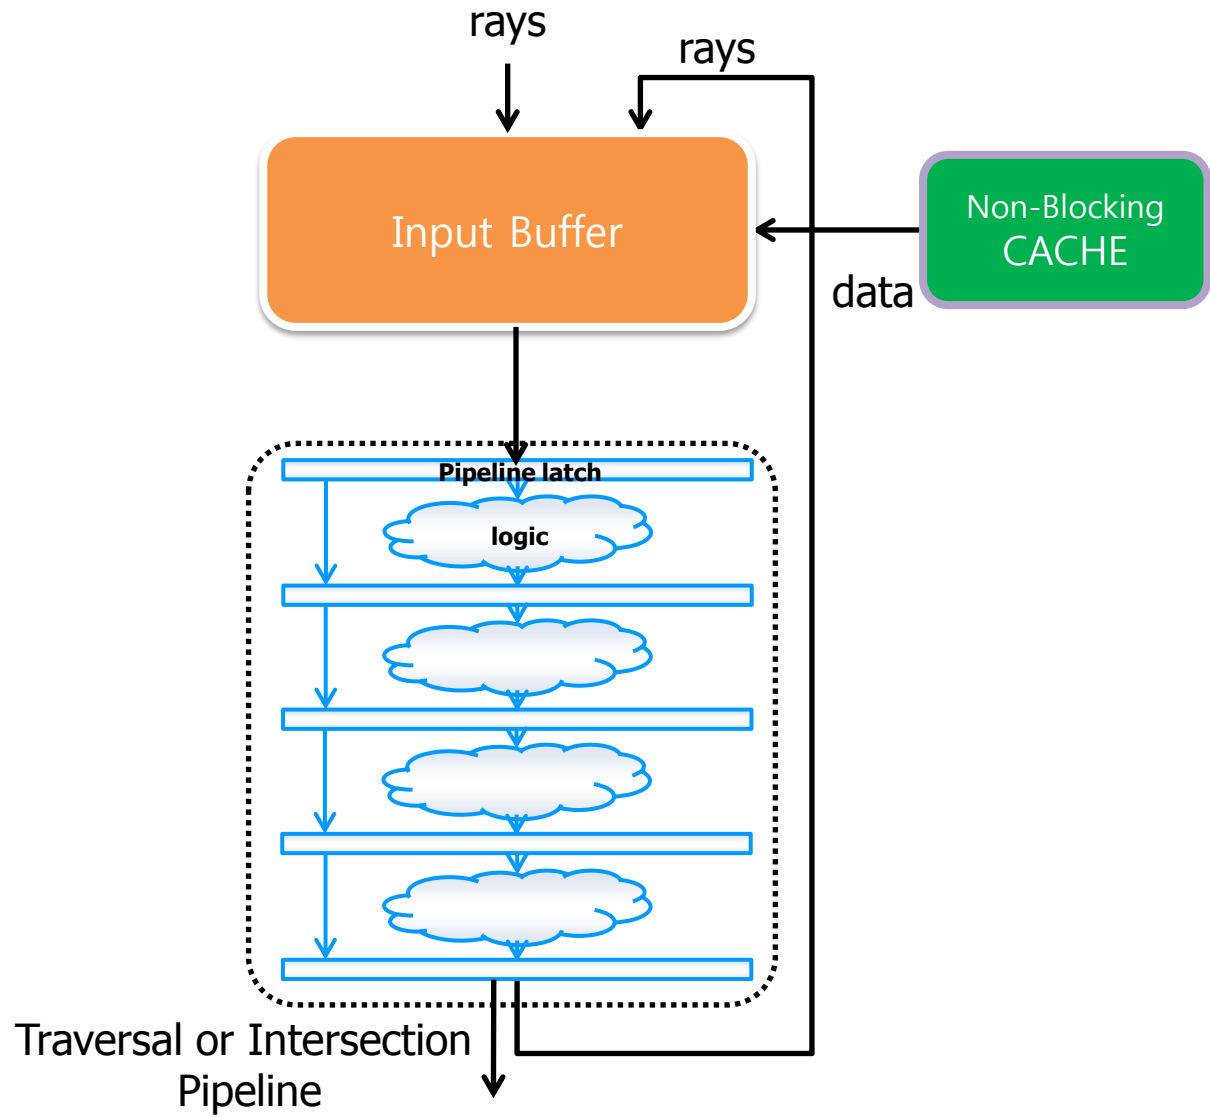 rays
rays
Input Buffer
Non-Blocking
CACHE
data
Pipeline latch
logic
Traversal or Intersection
Pipeline